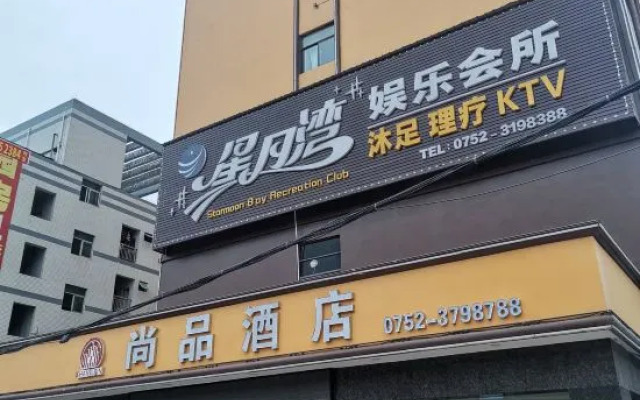 星月湾
Starmoon Bay Recreation Club
娱乐会所
沐足 理疗 KTV
TEL: 0752-3198388
尚品酒店
0752-3798788